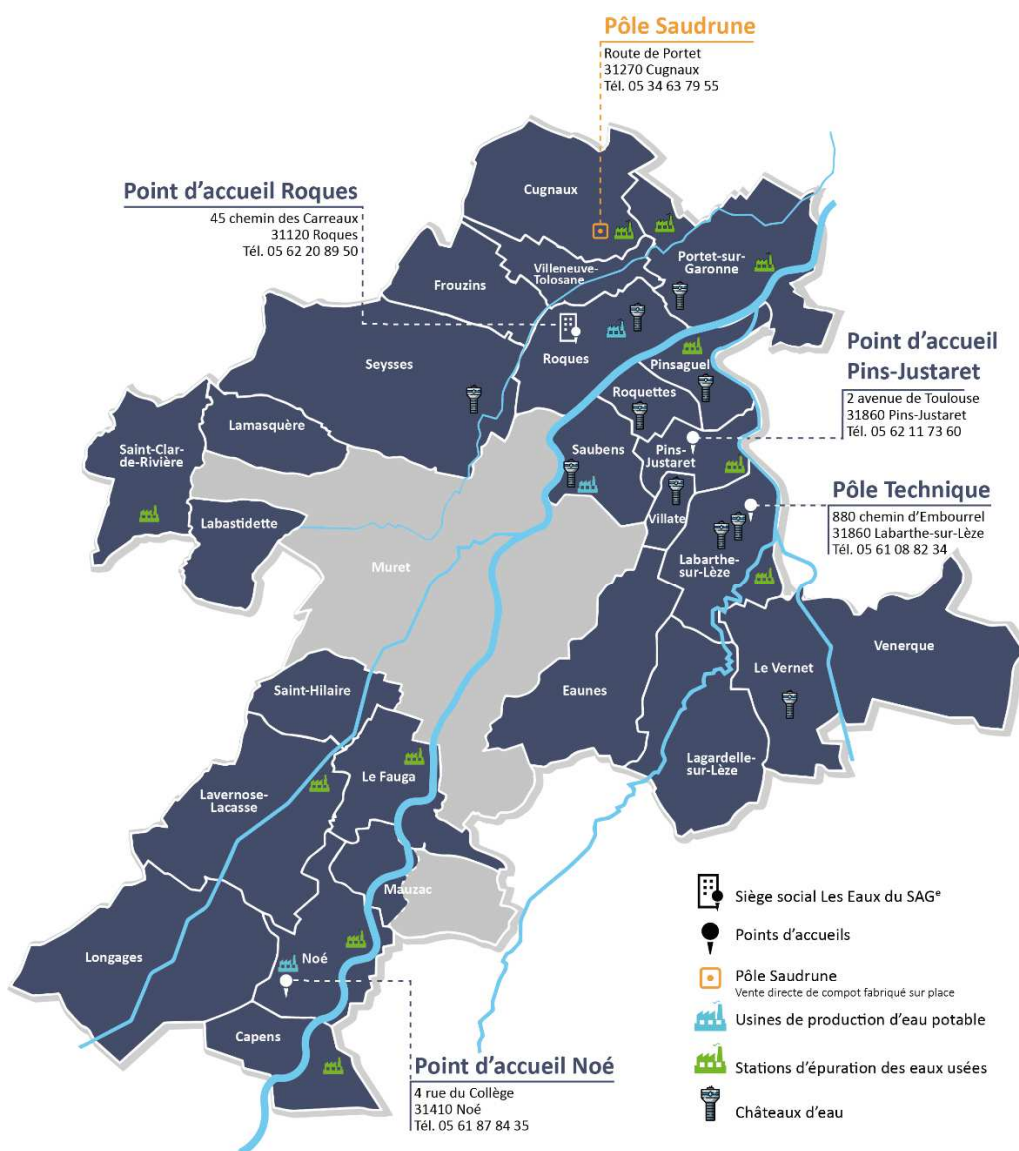 Pôle Saudrune
Route de Portet
31270 Cugnaux
Tél. 05 34 63 79 55
Point d'accueil Roques
45 chemin des Carreaux
31120 Roques
Tél. 05 62 20 89 50
Cugnaux
Villeneuve-
Tolosane
Portet-sur-
Garonne
Frouzins
Roques
Seysses
Pinsaguel
Point d'accueil
Pins-Justaret
2 avenue de Toulouse
31860 Pins-Justaret
Tél. 05 62 11 73 60
Roquettes
Lamasquère
Saint-Clar-
de-Rivière
Saubens
Pins-
Justaret
Labastidette
Villate
Pôle Technique
880 chemin d'Embourrel
31860 Labarthe-sur-Lèze
Tél. 05 61 08 82 34
Muret
Labarthe-
sur-Lèze
Venerque
Le Vernet
Saint-Hilaire
Eaunes
Lagardelle-
sur-Lèze
Le Fauga
Lavernose-
Lacasse
Mauzac
Longages
Noé
Capens
Point d'accueil Noé
4 rue du Collège
31410 Noé
Tél. 05 61 87 84 35
Siège social Les Eaux du SAGe
Points d'accueils
Pôle Saudrune
Vente directe de compot fabriqué sur place
Usines de production d'eau potable
Stations d'épuration des eaux usées
Châteaux d'eau